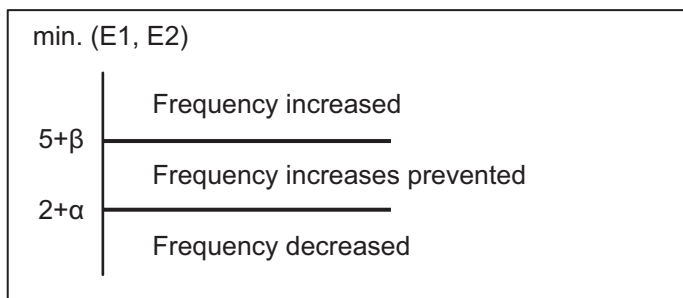 min. (E1, E2)
Frequency increased
5+β
Frequency increases prevented
2+α
Frequency decreased